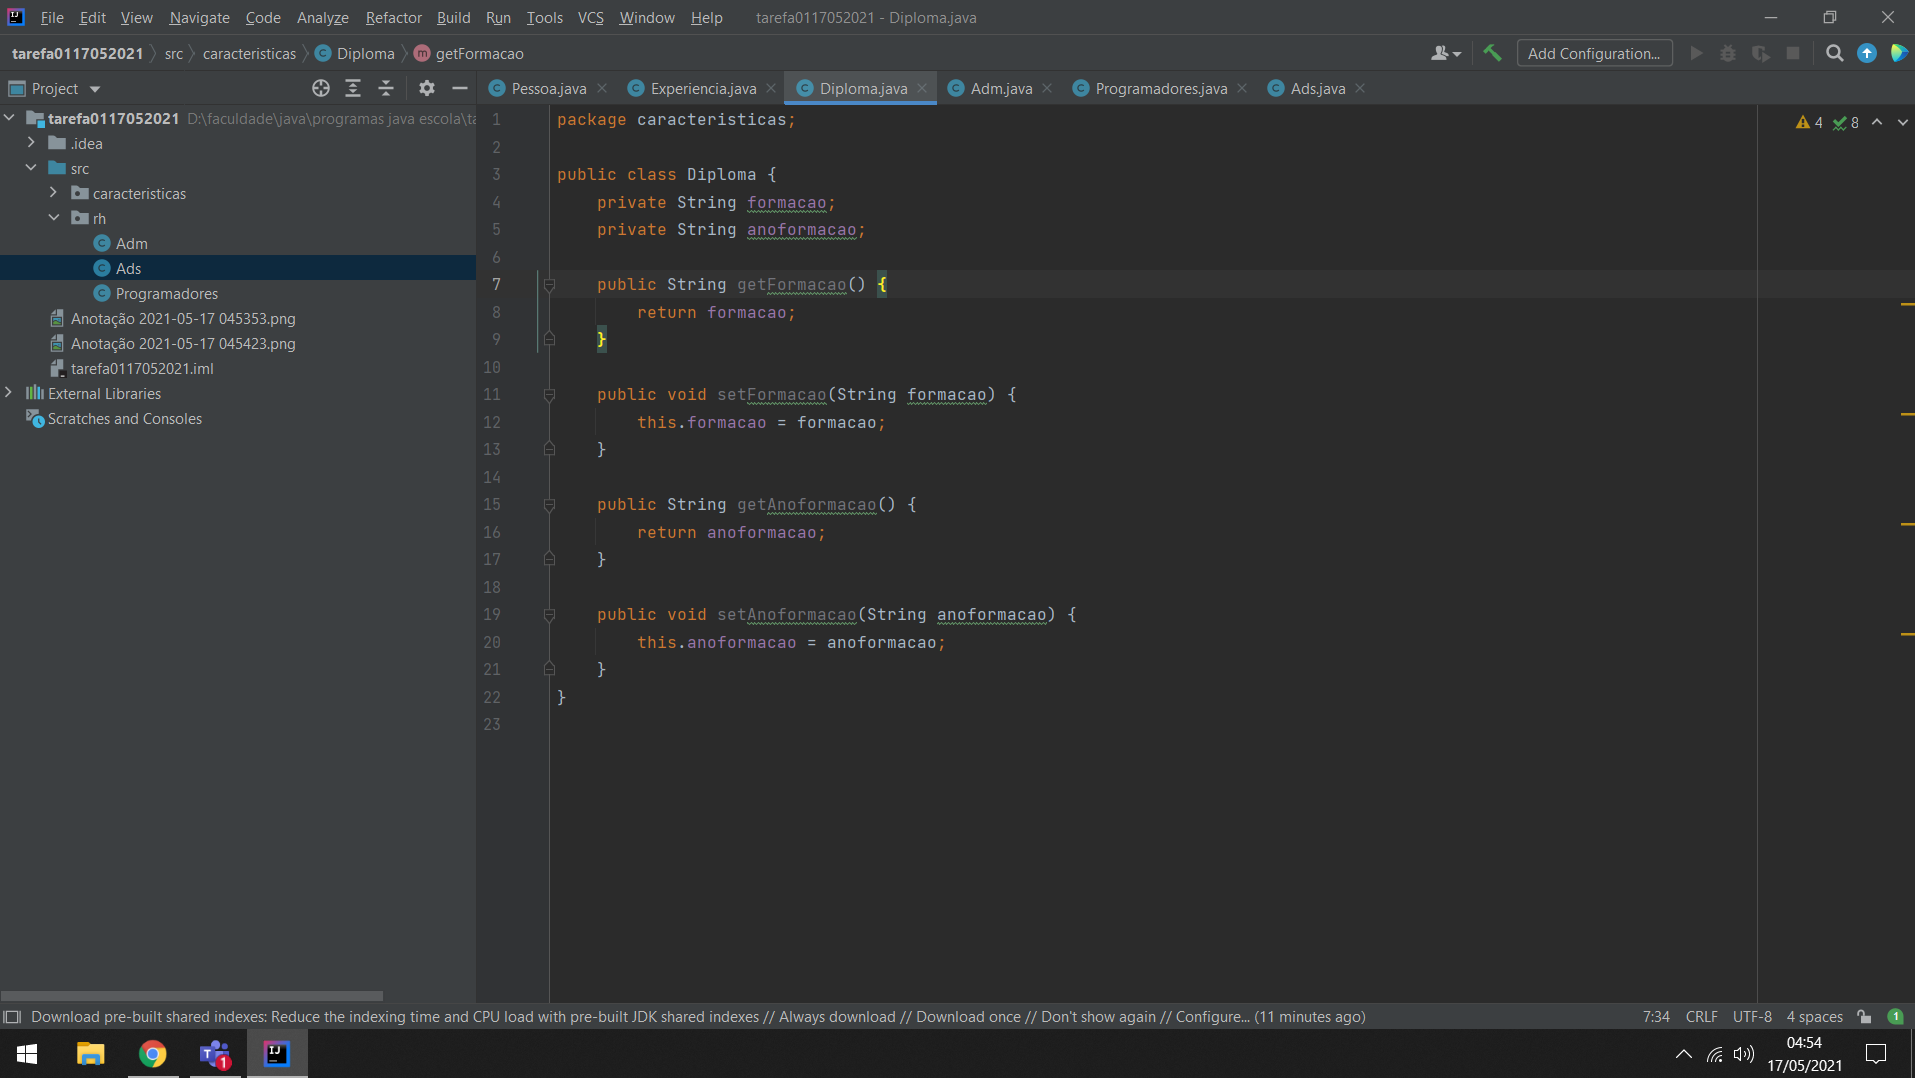 File Edit View Navigate Code Analyze Refactor Build Run Tools VCS Window Help tarefa0117052021 - Diploma.java
tarefa0117052021 src caracteristicas Diploma getFormacao Add Configuration...
Project Pessoa.java Experiencia.java Diploma.java Adm.java Programadores.java Ads.java
tarefa0117052021 D:\faculdade\java\programas java escola\ta
.idea
src
caracteristicas
rh
Adm
Ads
Programadores
Anotação 2021-05-17 045353.png
Anotação 2021-05-17 045423.png
tarefa0117052021.iml
External Libraries
Scratches and Consoles
4 8
1 package caracteristicas;
2
3 public class Diploma {
4 private String formacao;
5 private String anoformacao;
6
7 public String getFormacao() {
8 return formacao;
9 }
10
11 public void setFormacao(String formacao) {
12 this.formacao = formacao;
13 }
14
15 public String getAnoformacao() {
16 return anoformacao;
17 }
18
19 public void setAnoformacao(String anoformacao) {
20 this.anoformacao = anoformacao;
21 }
22 }
23
Download pre-built shared indexes: Reduce the indexing time and CPU load with pre-built JDK shared indexes // Always download // Download once // Don't show again // Configure... (11 minutes ago) 7:34 CRLF UTF-8 4 spaces 1
T 1 IJ
04:54
17/05/2021